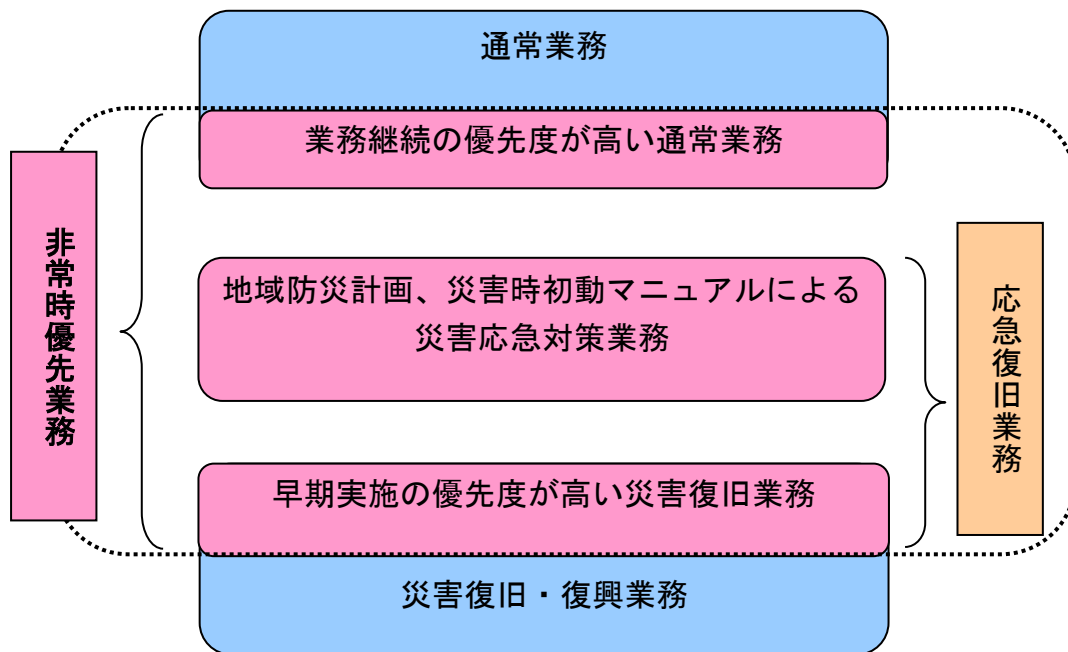 通常業務
業務継続の優先度が高い通常業務
非常時優先業務
地域防災計画、災害時初動マニュアルによる
災害応急対策業務
応急復旧業務
早期実施の優先度が高い災害復旧業務
災害復旧・復興業務